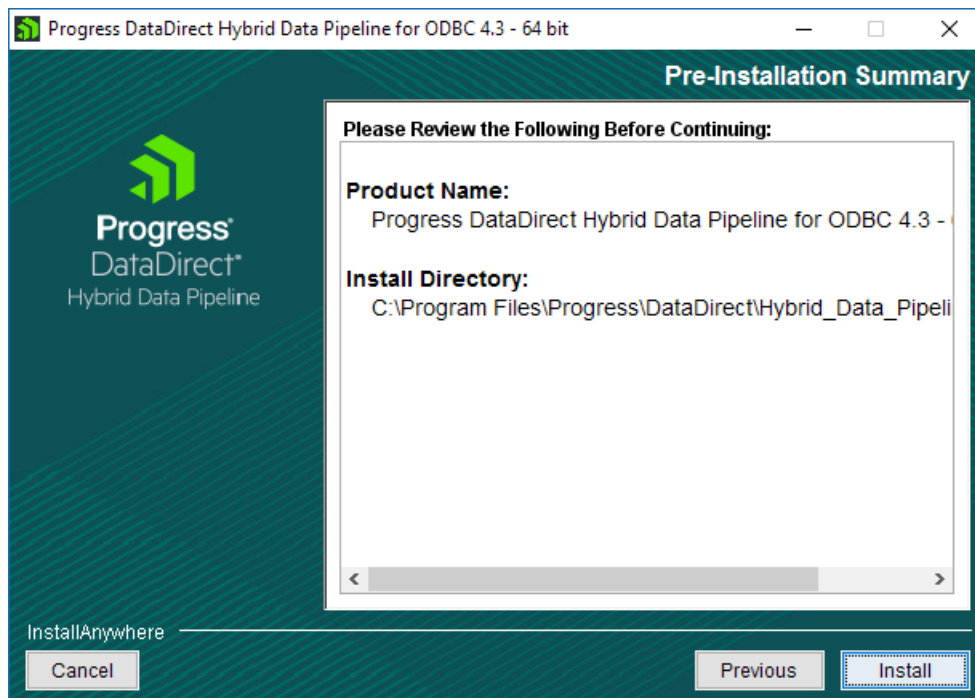 Progress DataDirect Hybrid Data Pipeline for ODBC 4.3 - 64 bit
Pre-Installation Summary
Progress®
DataDirect®
Hybrid Data Pipeline
Please Review the Following Before Continuing:
Product Name:
Progress DataDirect Hybrid Data Pipeline for ODBC 4.3 -
Install Directory:
C:\Program Files\Progress\DataDirect\Hybrid_Data_Pipeli
InstallAnywhere
Cancel
Previous
Install